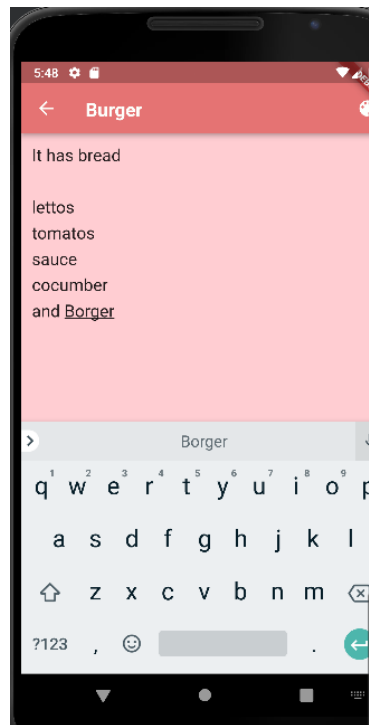 5:48
Burger
It has bread
lettos
tomatos
sauce
cocumber
and Borger
Borger
1 2 3 4 5 6 7 8 9
q w e r t y u i o p
a s d f g h j k l
z x c v b n m
?123 , .